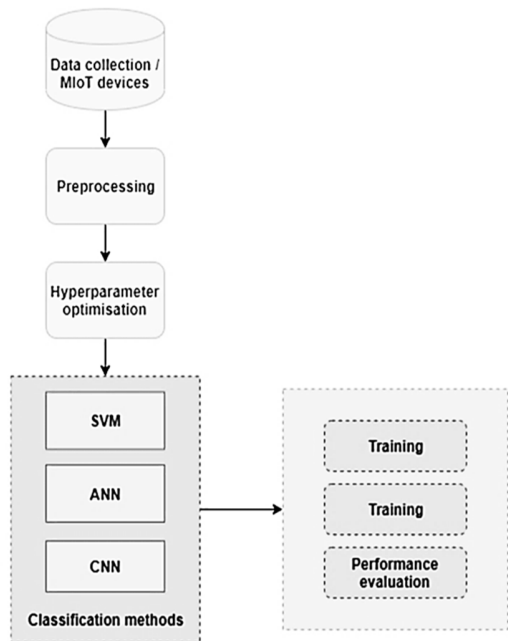 Data collection /
MIoT devices
Preprocessing
Hyperparameter
optimisation
SVM
ANN
CNN
Classification methods
Training
Training
Performance
evaluation